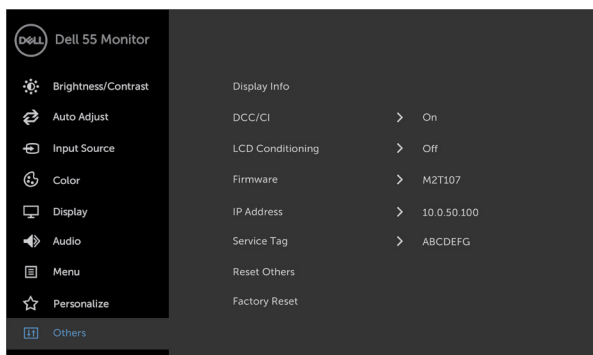 DELL
Dell 55 Monitor
Brightness/Contrast
Auto Adjust
Input Source
Color
Display
Audio
Menu
Personalize
Others
Display Info
DCC/CI > On
LCD Conditioning > Off
Firmware > M2T107
IP Address > 10.0.50.100
Service Tag > ABCDEFG
Reset Others
Factory Reset